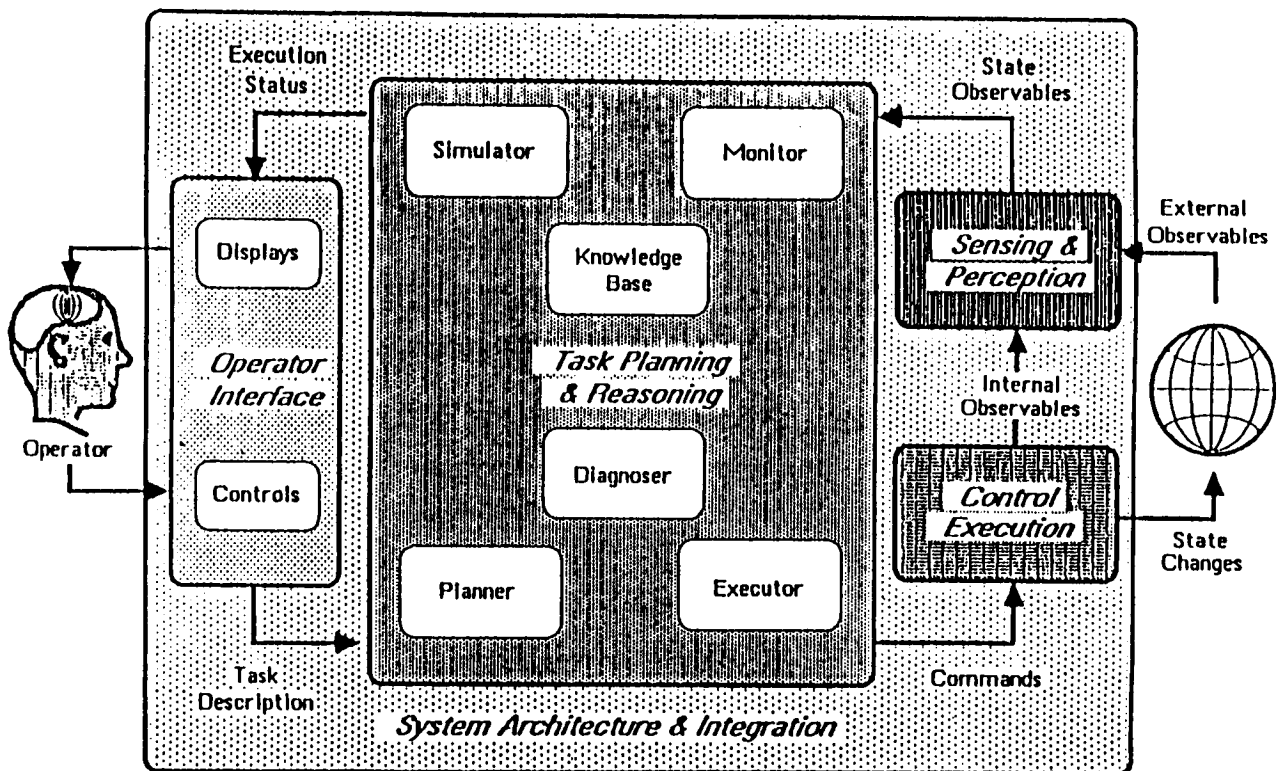 Execution
Status
State
Observables
Simulator
Monitor
External
Observables
Displays
Knowledge
Base
Sensing &
Perception
Operator
Interface
Task Planning
& Reasoning
Internal
Observables
Operator
Controls
Diagnoser
Control
Execution
State
Changes
Planner
Executor
Task
Description
Commands
System Architecture & Integration